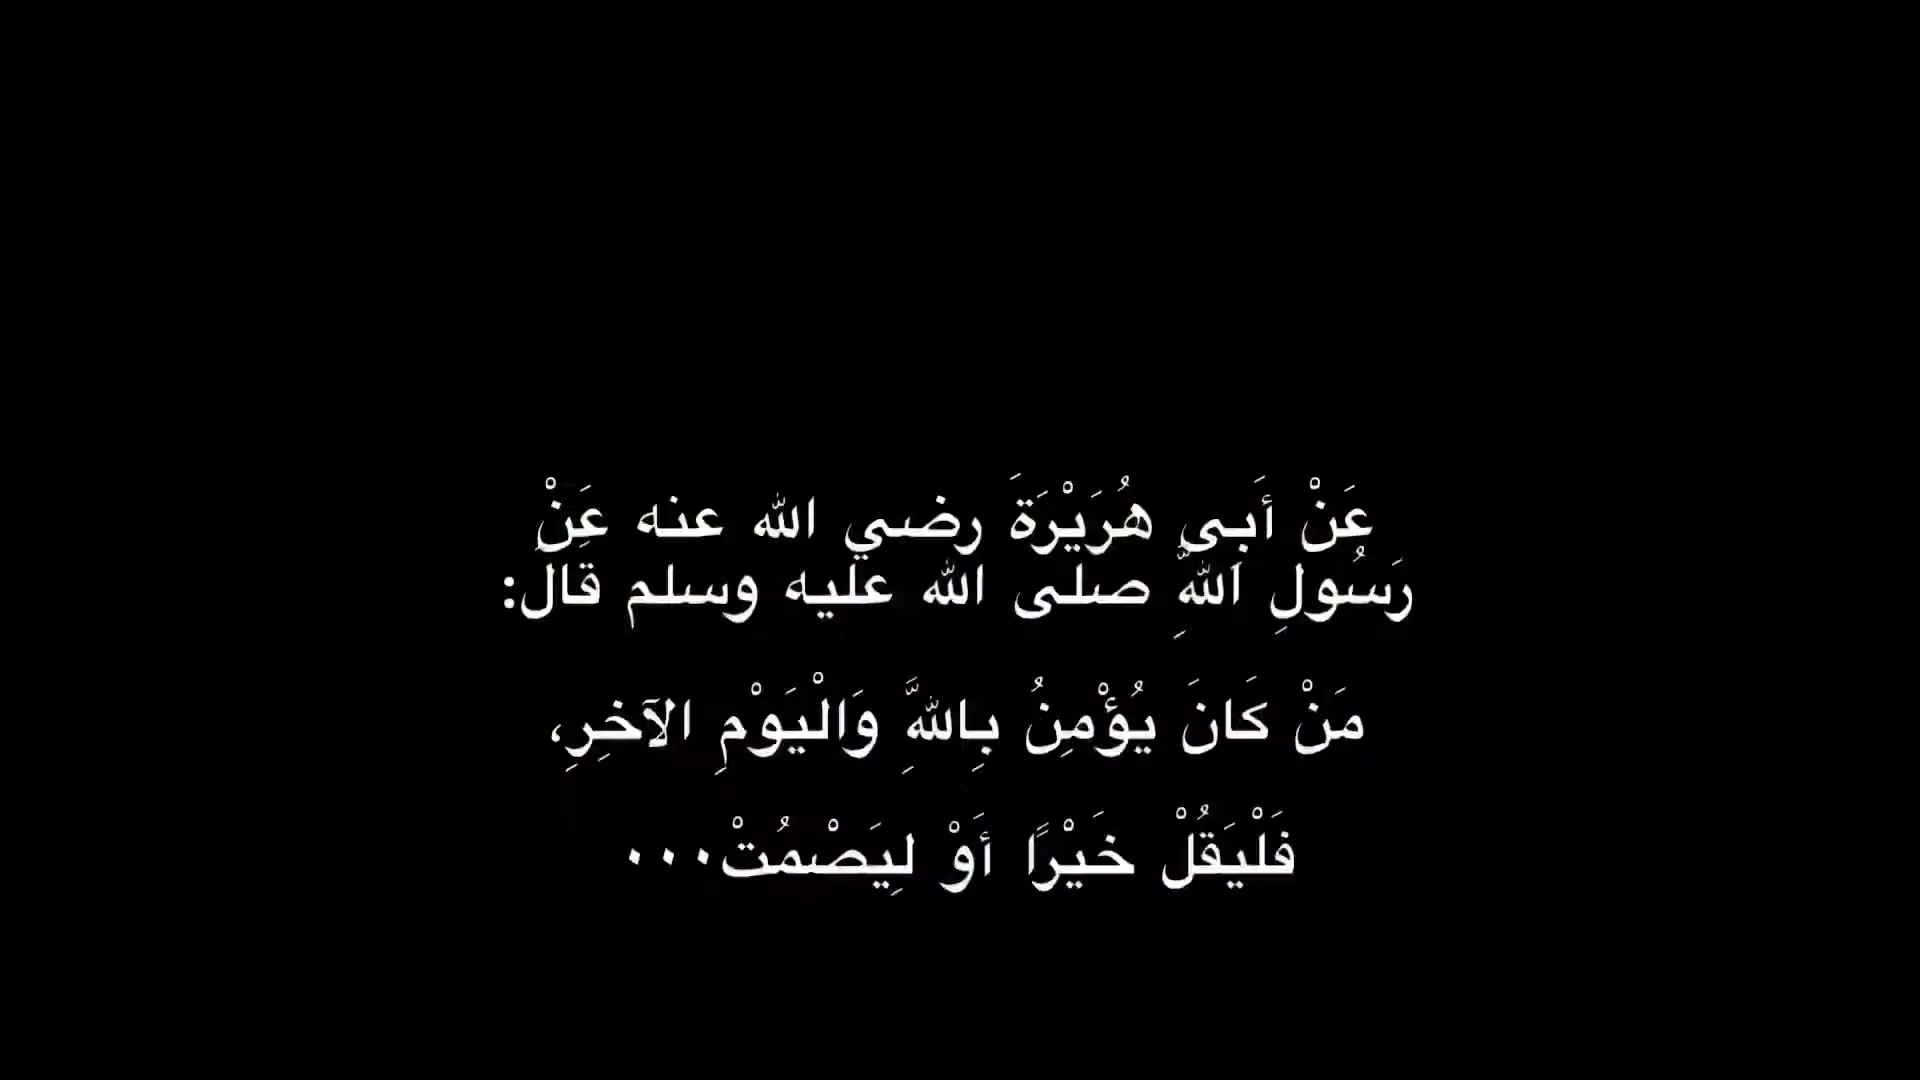 عَنْ أَبِى هُرَيْرَةَ رضي الله عنه عَنِْ
رَسُولِ اللَّهِ صلى الله عليه وسلم قال:
مَنْ كَانَ يُؤْمِنُ بِاللَّهِ وَالْيَوْمِ الآخِرِ،
فَلْيَقُلْ خَيْرًا أَوْ لِيَصْمُتْ...